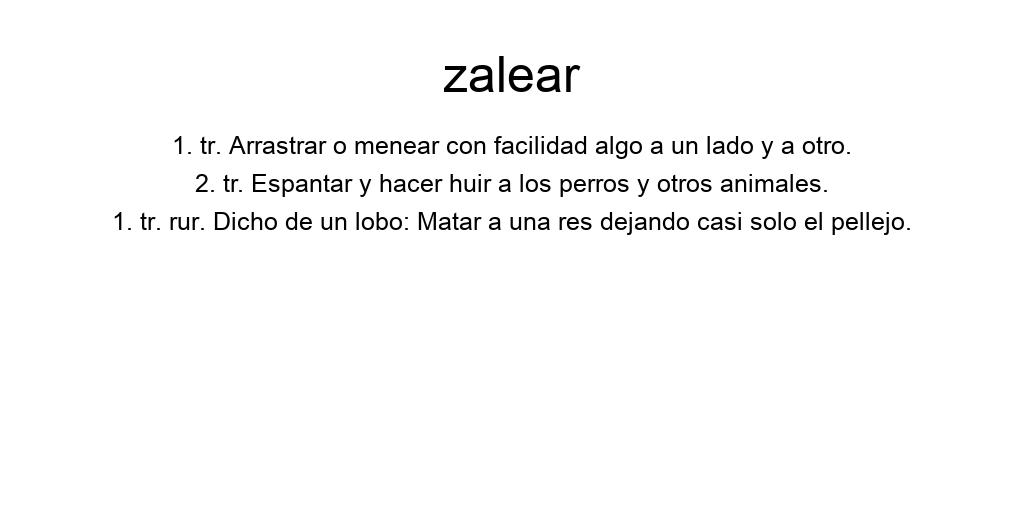 zalear
1. tr. Arrastrar o menear con facilidad algo a un lado y a otro.
2. tr. Espantar y hacer huir a los perros y otros animales.
1. tr. rur. Dicho de un lobo: Matar a una res dejando casi solo el pellejo.